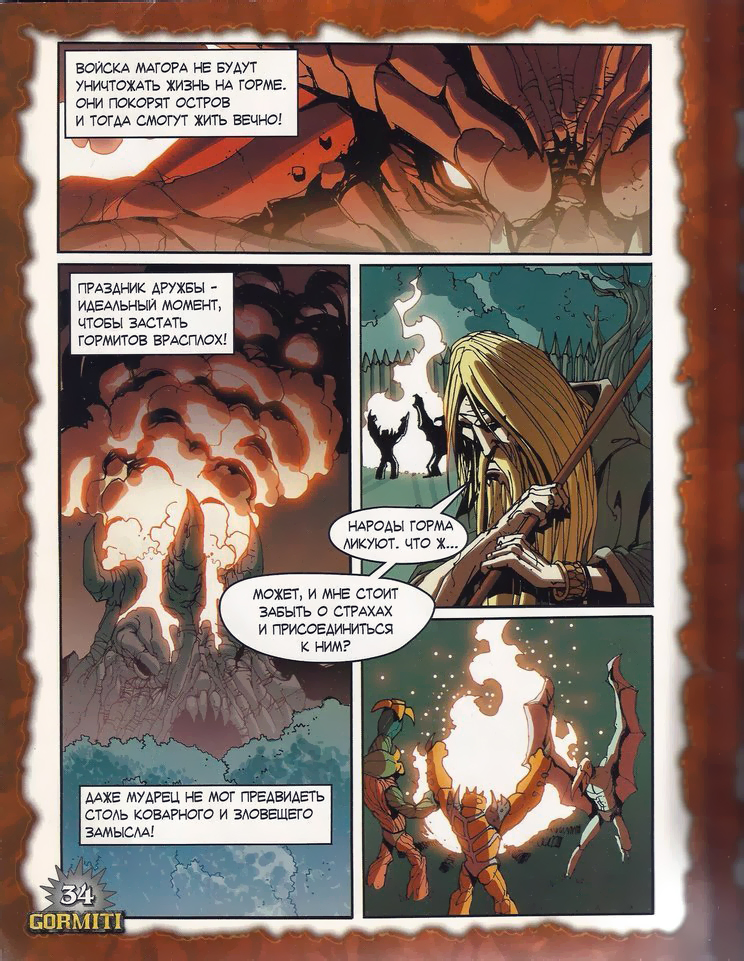 ВОЙСКА МАГОРА НЕ БУДУТ
УНИЧТОЖАТЬ ЖИЗНЬ НА ГОРМЕ.
ОНИ ПОКОРЯТ ОСТРОВ
И ТОГДА СМОГУТ ЖИТЬ ВЕЧНО!
ПРАЗДНИК ДРУЖБЫ -
ИДЕАЛЬНЫЙ МОМЕНТ,
ЧТОБЫ ЗАСТАТЬ
ГОРМИТОВ ВРАСПЛОХ!
НАРОДЫ ГОРМА
ЛИКУЮТ. ЧТО Ж...
МОЖЕТ, И МНЕ СТОИТ
ЗАБЫТЬ О СТРАХАХ
И ПРИСОЕДИНИТЬСЯ
К НИМ?
ДАЖЕ МУДРЕЦ НЕ МОГ ПРЕДВИДЕТЬ
СТОЛЬ КОВАРНОГО И ЗЛОВЕЩЕГО
ЗАМЫСЛА!
34
GORMITI